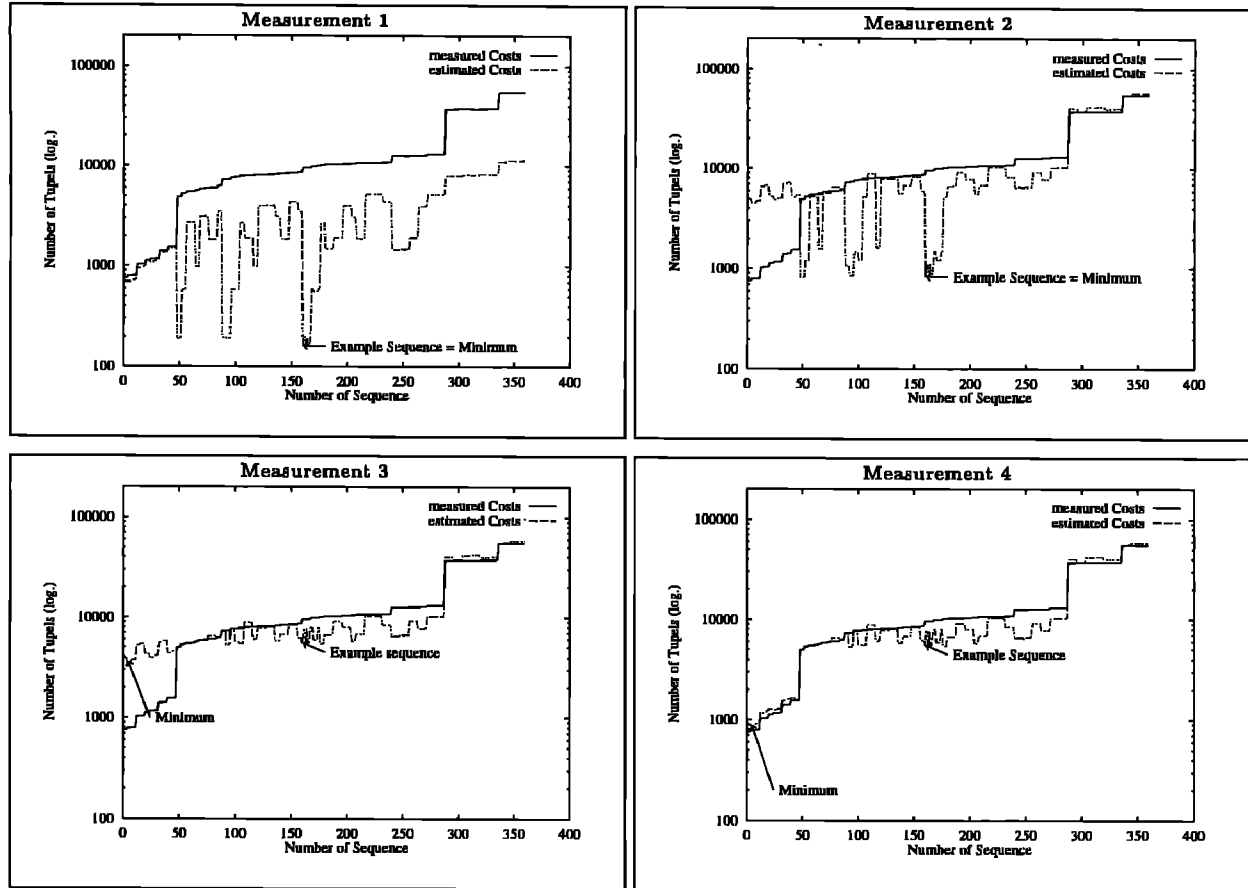 Measurement 1
measured Costs
estimated Costs
Number of Tupels (log.)
100000
10000
1000
100
Example Sequence = Minimum
0 50 100 150 200 250 300 350 400
Number of Sequence
Measurement 2
measured Costs
estimated Costs
Number of Tupels (log.)
100000
10000
1000
100
Example Sequence = Minimum
0 50 100 150 200 250 300 350 400
Number of Sequence
Measurement 3
measured Costs
estimated Costs
Number of Tupels (log.)
100000
10000
1000
100
Example sequence
Minimum
0 50 100 150 200 250 300 350 400
Number of Sequence
Measurement 4
measured Costs
estimated Costs
Number of Tupels (log.)
100000
10000
1000
100
Example Sequence
Minimum
0 50 100 150 200 250 300 350 400
Number of Sequence